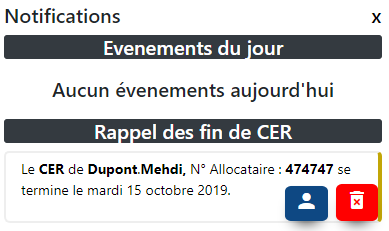 Notifications x
Evenements du jour
Aucun évenements aujourd'hui
Rappel des fin de CER
Le CER de Dupont.Mehdi, N° Allocataire : 474747 se
termine le mardi 15 octobre 2019.